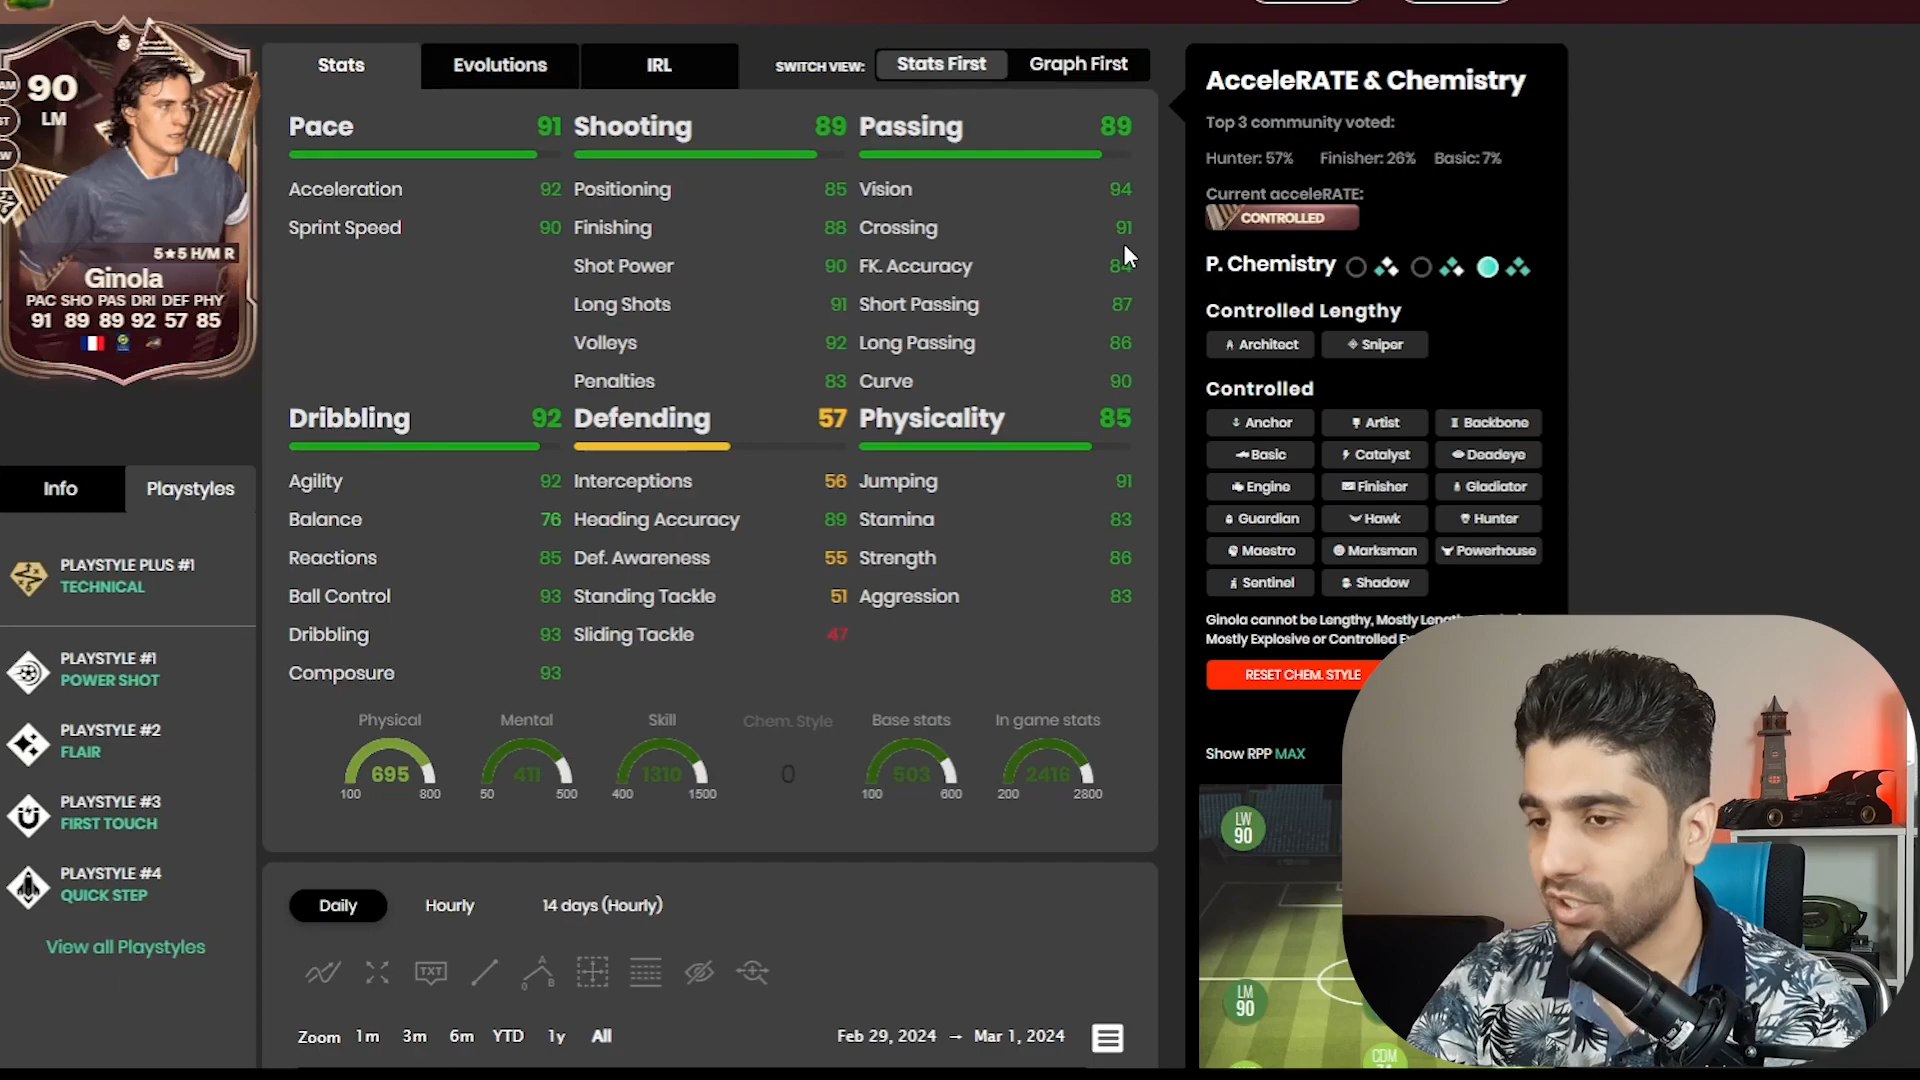 Stats Evolutions IRL SWITCH VIEW: Stats First Graph First
90
LM
5★5 H/M R
Ginola
PAC SHO PAS DRI DEF PHY
91 89 89 92 57 85
Pace 91
Acceleration 92
Sprint Speed 90
Shooting 89
Positioning 85
Finishing 88
Shot Power 90
Long Shots 91
Volleys 92
Penalties 83
Passing 89
Vision 94
Crossing 91
FK. Accuracy
Short Passing 87
Long Passing 86
Curve 90
Dribbling 92
Agility 92
Balance 76
Reactions 85
Ball Control 93
Dribbling 93
Composure 93
Defending 57
Interceptions 56
Heading Accuracy 89
Def. Awareness 55
Standing Tackle 51
Sliding Tackle 47
Physicality 85
Jumping 91
Stamina 83
Strength 86
Aggression 83
Physical Mental Skill Chem. Style Base stats In game stats
695 411 1310 0 503 2416
100 800 50 500 400 1500 100 600 200 2800
Info Playstyles
PLAYSTYLE PLUS #1
TECHNICAL
PLAYSTYLE #1
POWER SHOT
PLAYSTYLE #2
FLAIR
PLAYSTYLE #3
FIRST TOUCH
PLAYSTYLE #4
QUICK STEP
View all Playstyles
Daily Hourly 14 days (Hourly)
TXT
Zoom 1m 3m 6m YTD 1y All Feb 29, 2024 → Mar 1, 2024
AcceleRATE & Chemistry
Top 3 community voted:
Hunter: 57% Finisher: 26% Basic: 7%
Current acceleRATE:
CONTROLLED
P. Chemistry
Controlled Lengthy
Architect Sniper
Controlled
Anchor Artist Backbone
Basic Catalyst Deadeye
Engine Finisher Gladiator
Guardian Hawk Hunter
Maestro Marksman Powerhouse
Sentinel Shadow
Ginola cannot be Lengthy, Mostly
Mostly Explosive or Controlled
RESET CHEM. STYLE
Show RPP MAX
LW
90
LM
90
CDM